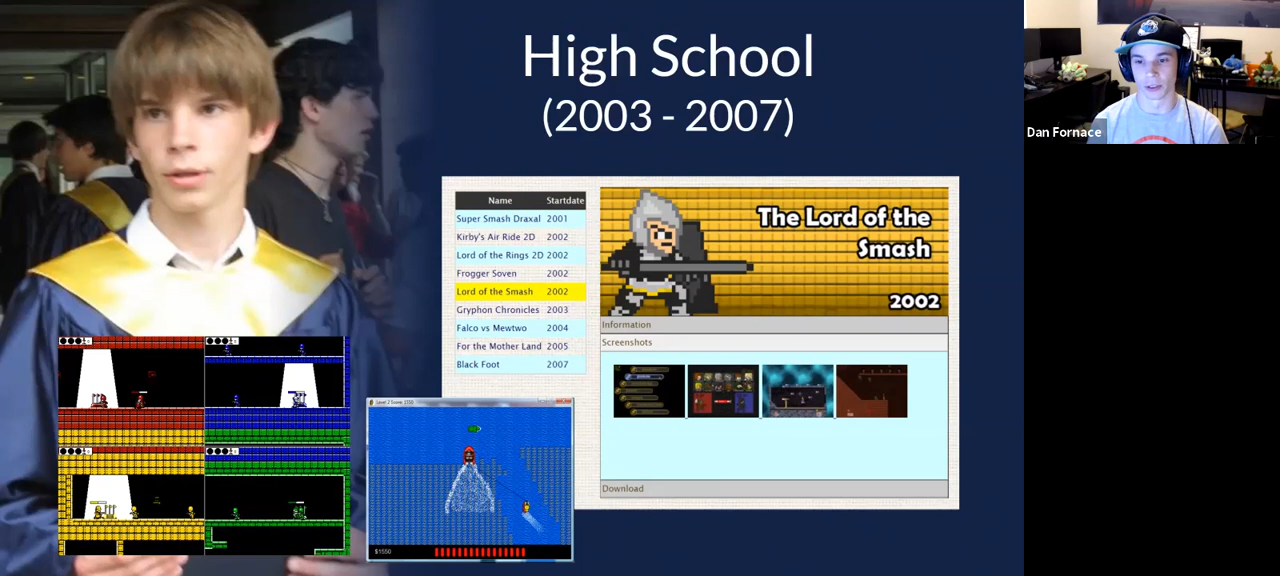 High School
(2003 - 2007)
Dan Fornace
Name Startdate
Super Smash Draxal 2001
Kirby's Air Ride 2D 2002
Lord of the Rings 2D 2002
Frogger Soven 2002
Lord of the Smash 2002
Gryphon Chronicles 2003
Falco vs Mewtwo 2004
For the Mother Land 2005
Black Foot 2007
The Lord of the
Smash
2002
Information
Screenshots
Download
$1550